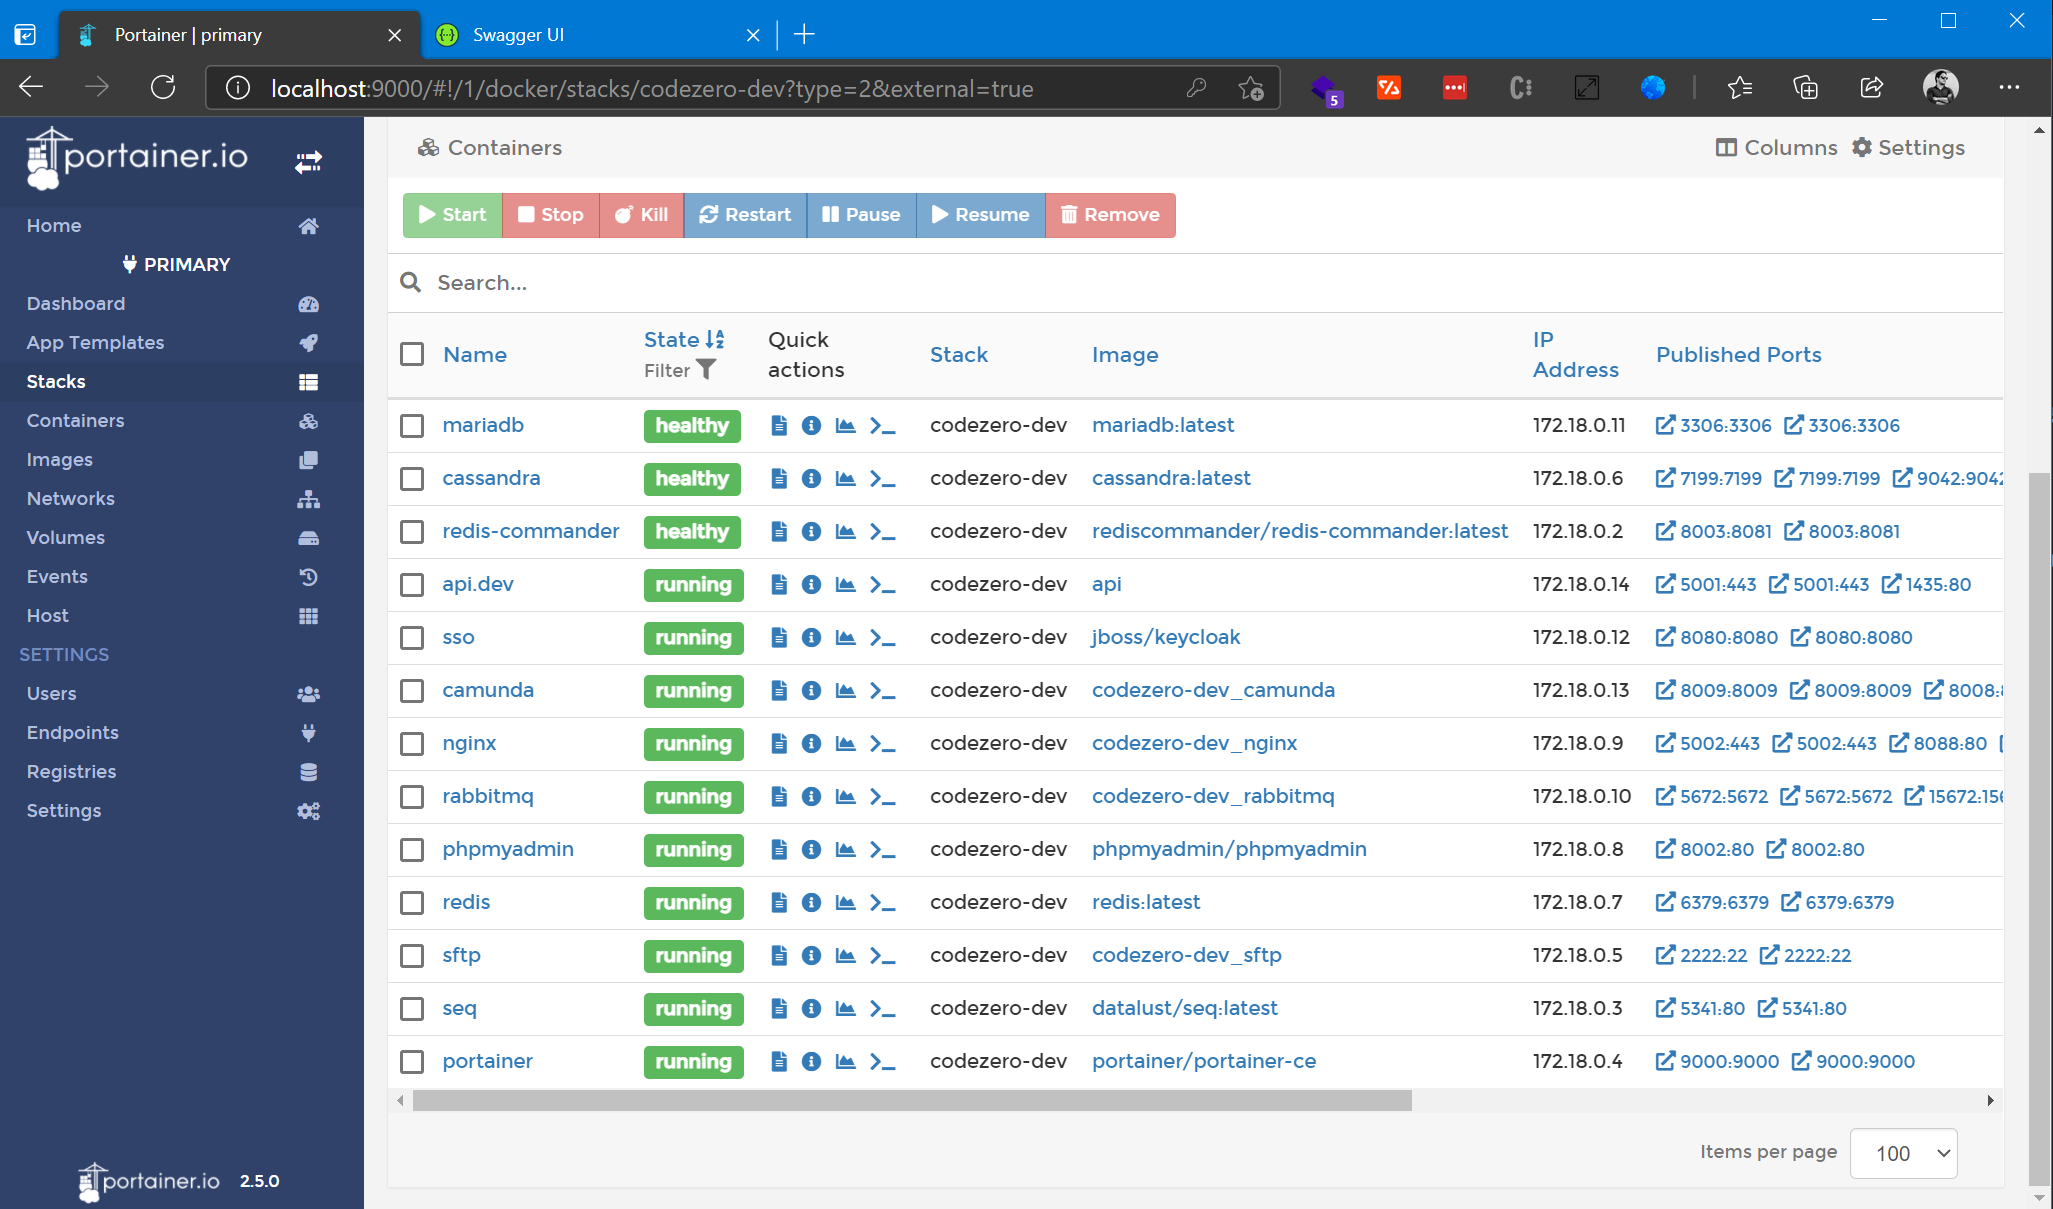 Portainer | primary
Swagger UI
localhost:9000/#!/1/docker/stacks/codezero-dev?type=2&external=true
5
portainer.io
Home
PRIMARY
Dashboard
App Templates
Stacks
Containers
Images
Networks
Volumes
Events
Host
SETTINGS
Users
Endpoints
Registries
Settings
portainer.io 2.5.0
Containers
Columns Settings
Start Stop Kill Restart Pause Resume Remove
Search...
Name State Filter Quick actions Stack Image IP Address Published Ports
mariadb healthy codezero-dev mariadb:latest 172.18.0.11 3306:3306 3306:3306
cassandra healthy codezero-dev cassandra:latest 172.18.0.6 7199:7199 7199:7199 9042:9042
redis-commander healthy codezero-dev rediscommander/redis-commander:latest 172.18.0.2 8003:8081 8003:8081
api.dev running codezero-dev api 172.18.0.14 5001:443 5001:443 1435:80
sso running codezero-dev jboss/keycloak 172.18.0.12 8080:8080 8080:8080
camunda running codezero-dev codezero-dev_camunda 172.18.0.13 8009:8009 8009:8009 8008:
nginx running codezero-dev codezero-dev_nginx 172.18.0.9 5002:443 5002:443 8088:80
rabbitmq running codezero-dev codezero-dev_rabbitmq 172.18.0.10 5672:5672 5672:5672 15672:156
phpmyadmin running codezero-dev phpmyadmin/phpmyadmin 172.18.0.8 8002:80 8002:80
redis running codezero-dev redis:latest 172.18.0.7 6379:6379 6379:6379
sftp running codezero-dev codezero-dev_sftp 172.18.0.5 2222:22 2222:22
seq running codezero-dev datalust/seq:latest 172.18.0.3 5341:80 5341:80
portainer running codezero-dev portainer/portainer-ce 172.18.0.4 9000:9000 9000:9000
Items per page 100